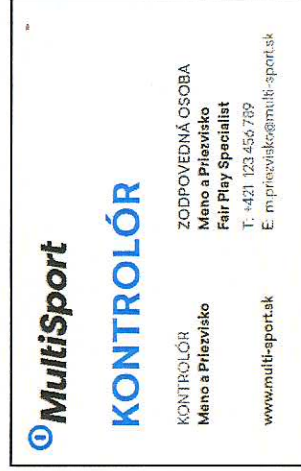 MultiSport
KONTROLÓR
KONTROLÓR
Meno a Priezvisko
ZODPOVEDNÁ OSOBA
Meno a Priezvisko
Fair Play Specialist
T: +421 123 456 789
E: m.priezvisko@multi-sport.sk
www.multi-sport.sk